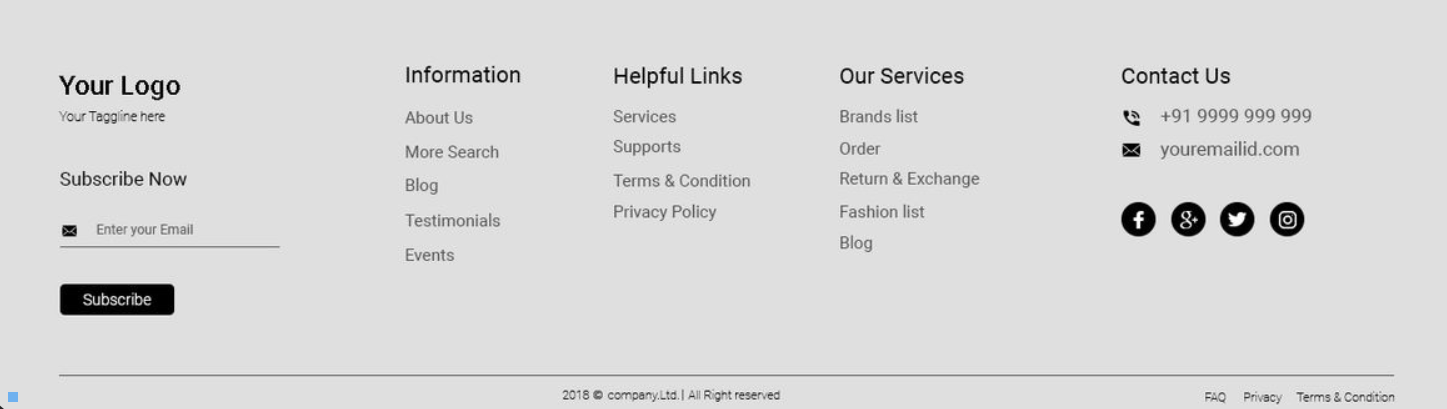 Your Logo
Your Taggline here
Subscribe Now
Enter your Email
Subscribe
Information
About Us
More Search
Blog
Testimonials
Events
Helpful Links
Services
Supports
Terms & Condition
Privacy Policy
Our Services
Brands list
Order
Return & Exchange
Fashion list
Blog
Contact Us
+91 9999 999 999
youremailid.com
2018 © company.Ltd. | All Right reserved
FAQ Privacy Terms & Condition